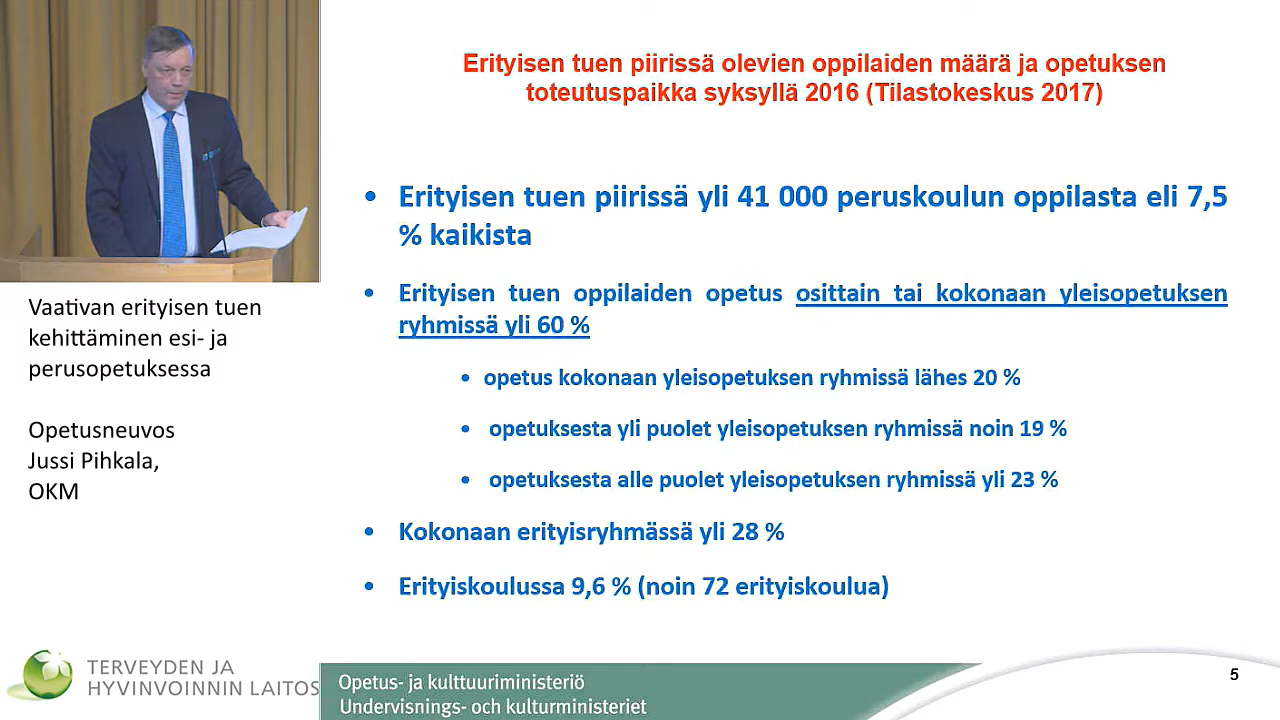 Erityisen tuen piirissä olevien oppilaiden määrä ja opetuksen
toteutuspaikka syksyllä 2016 (Tilastokeskus 2017)
• Erityisen tuen piirissä yli 41 000 peruskoulun oppilasta eli 7,5
% kaikista
• Erityisen tuen oppilaiden opetus osittain tai kokonaan yleisopetuksen
ryhmissä yli 60 %
• opetus kokonaan yleisopetuksen ryhmissä lähes 20 %
• opetuksesta yli puolet yleisopetuksen ryhmissä noin 19 %
• opetuksesta alle puolet yleisopetuksen ryhmissä yli 23 %
• Kokonaan erityisryhmässä yli 28 %
• Erityiskoulussa 9,6 % (noin 72 erityiskoulua)
Vaativan erityisen tuen
kehittäminen esi- ja
perusopetuksessa
Opetusneuvos
Jussi Pihkala,
OKM
TERVEYDEN JA
HYVINVOINNIN LAITOS
Opetus- ja kulttuuriministeriö
Undervisnings- och kulturministeriet
5